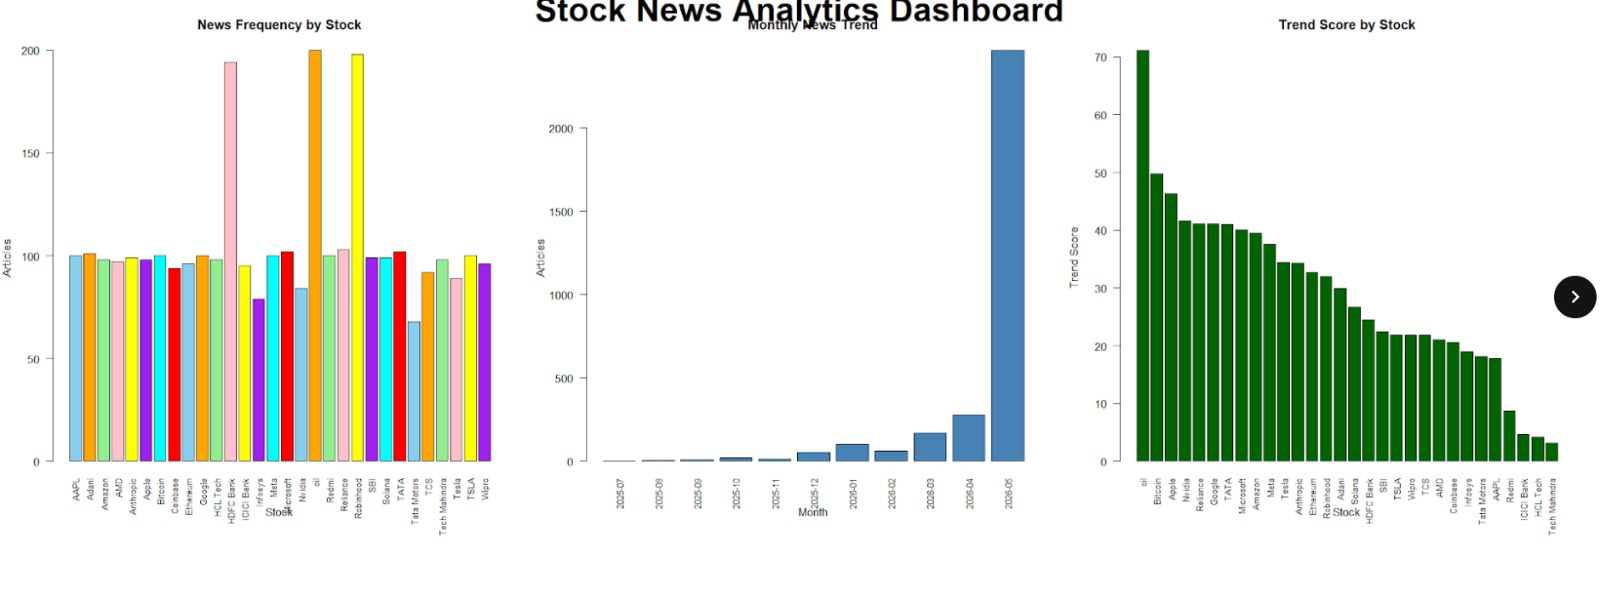 Stock News Analytics Dashboard
News Frequency by Stock
Articles
200
150
100
50
0
AAPL
Adani
Amazon
AMD
Anthropic
Apple
Bitcoin
Coinbase
Ethereum
Google
HCL Tech
HDFC Bank
ICICI Bank
Infosys
Meta
Microsoft
Nvidia
oil
Redmi
Reliance
Robinhood
SBI
Solana
TATA
Tata Motors
TCS
Tech Mahindra
Tesla
TSLA
Wipro
Stock
Monthly News Trend
Articles
2000
1500
1000
500
0
2025-07
2025-08
2025-09
2025-10
2025-11
2025-12
2026-01
2026-02
2026-03
2026-04
2026-05
Month
Trend Score by Stock
Trend Score
70
60
50
40
30
20
10
0
oil
Bitcoin
Apple
Nvidia
Reliance
Google
TATA
Microsoft
Amazon
Meta
Tesla
Anthropic
Ethereum
Robinhood
Adani
Solana
HDFC Bank
SBI
TSLA
Wipro
TCS
AMD
Coinbase
Infosys
Tata Motors
AAPL
Redmi
ICICI Bank
HCL Tech
Tech Mahindra
Stock